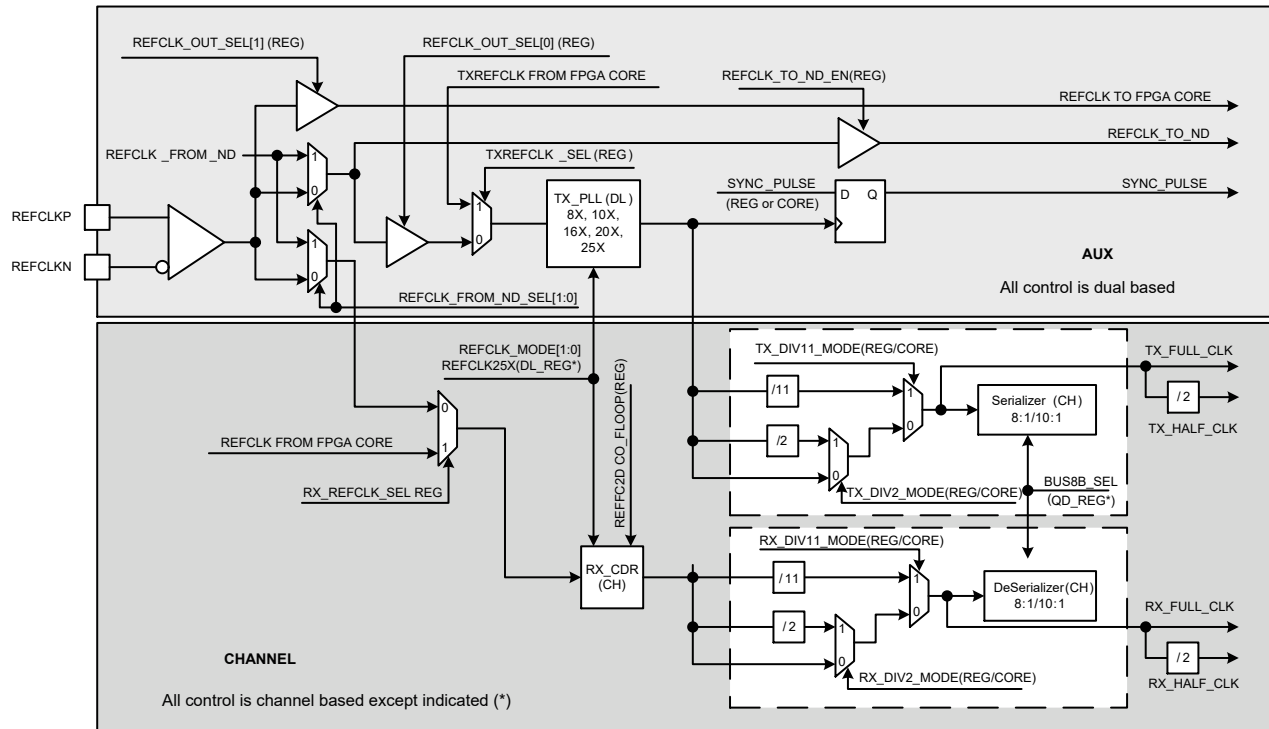 REFCLK_OUT_SEL[1] (REG)
REFCLK_OUT_SEL[0] (REG)
TXREFCLK FROM FPGA CORE
REFCLK_TO_ND_EN(REG)
REFCLK TO FPGA CORE
REFCLK_TO_ND
REFCLK _FROM _ND
1
0
TXREFCLK _SEL (REG)
REFCLKP
REFCLKN
1
0
1
0
TX_PLL (DL)
8X, 10X,
16X, 20X,
25X
SYNC _PULSE
(REG or CORE)
D
Q
SYNC_PULSE
AUX
All control is dual based
REFCLK_FROM_ND_SEL[1:0]
REFCLK_MODE[1:0]
REFCLK25X(DL_REG*)
REFFC2D CO_FLOOP(REG)
0
1
REFCLK FROM FPGA CORE
RX_REFCLK_SEL REG
RX_CDR
(CH)
TX_DIV11_MODE(REG/CORE)
/11
1
0
/2
1
0
TX_DIV2_MODE(REG/CORE)
Serializer (CH)
8:1/10:1
BUS8B_SEL
(QD_REG*)
TX_FULL_CLK
/ 2
TX_HALF_CLK
RX_DIV11_MODE(REG/CORE)
/ 11
1
0
/ 2
1
0
RX_DIV2_MODE(REG/CORE)
DeSerializer(CH)
8:1/10:1
RX_FULL_CLK
/ 2
RX_HALF_CLK
CHANNEL
All control is channel based except indicated (*)